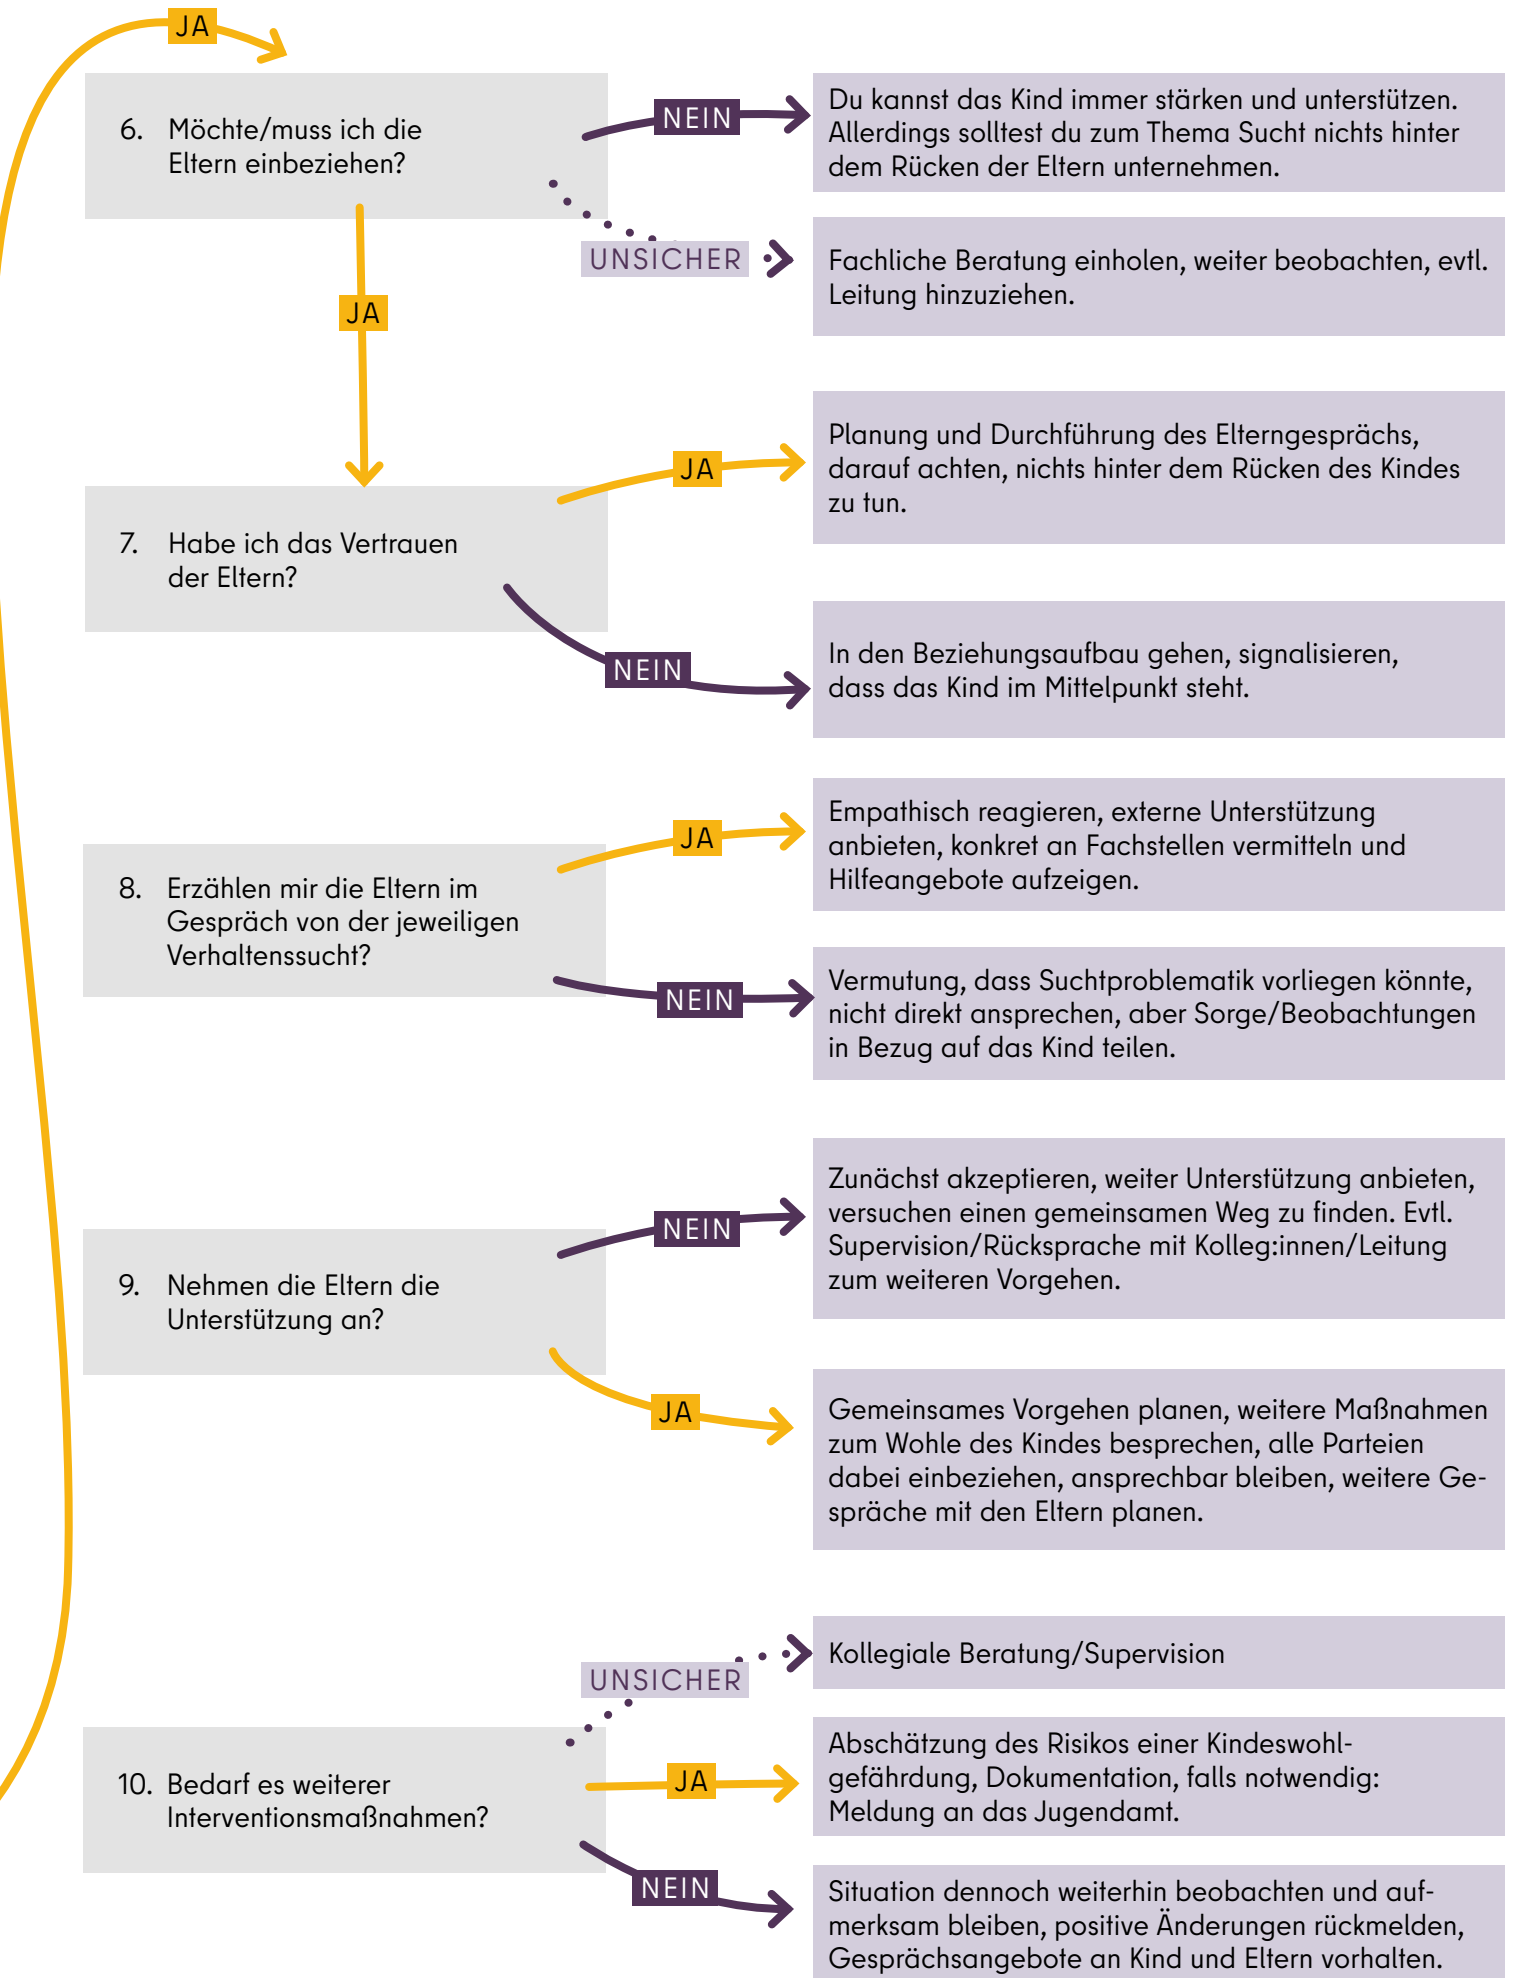 JA
6. Möchte/muss ich die
Eltern einbeziehen?
NEIN
Du kannst das Kind immer stärken und unterstützen.
Allerdings solltest du zum Thema Sucht nichts hinter
dem Rücken der Eltern unternehmen.
UNSICHER
Fachliche Beratung einholen, weiter beobachten, evtl.
Leitung hinzuziehen.
JA
7. Habe ich das Vertrauen
der Eltern?
JA
Planung und Durchführung des Elterngesprächs,
darauf achten, nichts hinter dem Rücken des Kindes
zu tun.
NEIN
In den Beziehungsaufbau gehen, signalisieren,
dass das Kind im Mittelpunkt steht.
8. Erzählen mir die Eltern im
Gespräch von der jeweiligen
Verhaltenssucht?
JA
Empathisch reagieren, externe Unterstützung
anbieten, konkret an Fachstellen vermitteln und
Hilfeangebote aufzeigen.
NEIN
Vermutung, dass Suchtproblematik vorliegen könnte,
nicht direkt ansprechen, aber Sorge/Beobachtungen
in Bezug auf das Kind teilen.
9. Nehmen die Eltern die
Unterstützung an?
NEIN
Zunächst akzeptieren, weiter Unterstützung anbieten,
versuchen einen gemeinsamen Weg zu finden. Evtl.
Supervision/Rücksprache mit Kolleg:innen/Leitung
zum weiteren Vorgehen.
JA
Gemeinsames Vorgehen planen, weitere Maßnahmen
zum Wohle des Kindes besprechen, alle Parteien
dabei einbeziehen, ansprechbar bleiben, weitere Ge-
spräche mit den Eltern planen.
10. Bedarf es weiterer
Interventionsmaßnahmen?
UNSICHER
Kollegiale Beratung/Supervision
JA
Abschätzung des Risikos einer Kindeswohl-
gefährdung, Dokumentation, falls notwendig:
Meldung an das Jugendamt.
NEIN
Situation dennoch weiterhin beobachten und auf-
merksam bleiben, positive Änderungen rückmelden,
Gesprächsangebote an Kind und Eltern vorhalten.